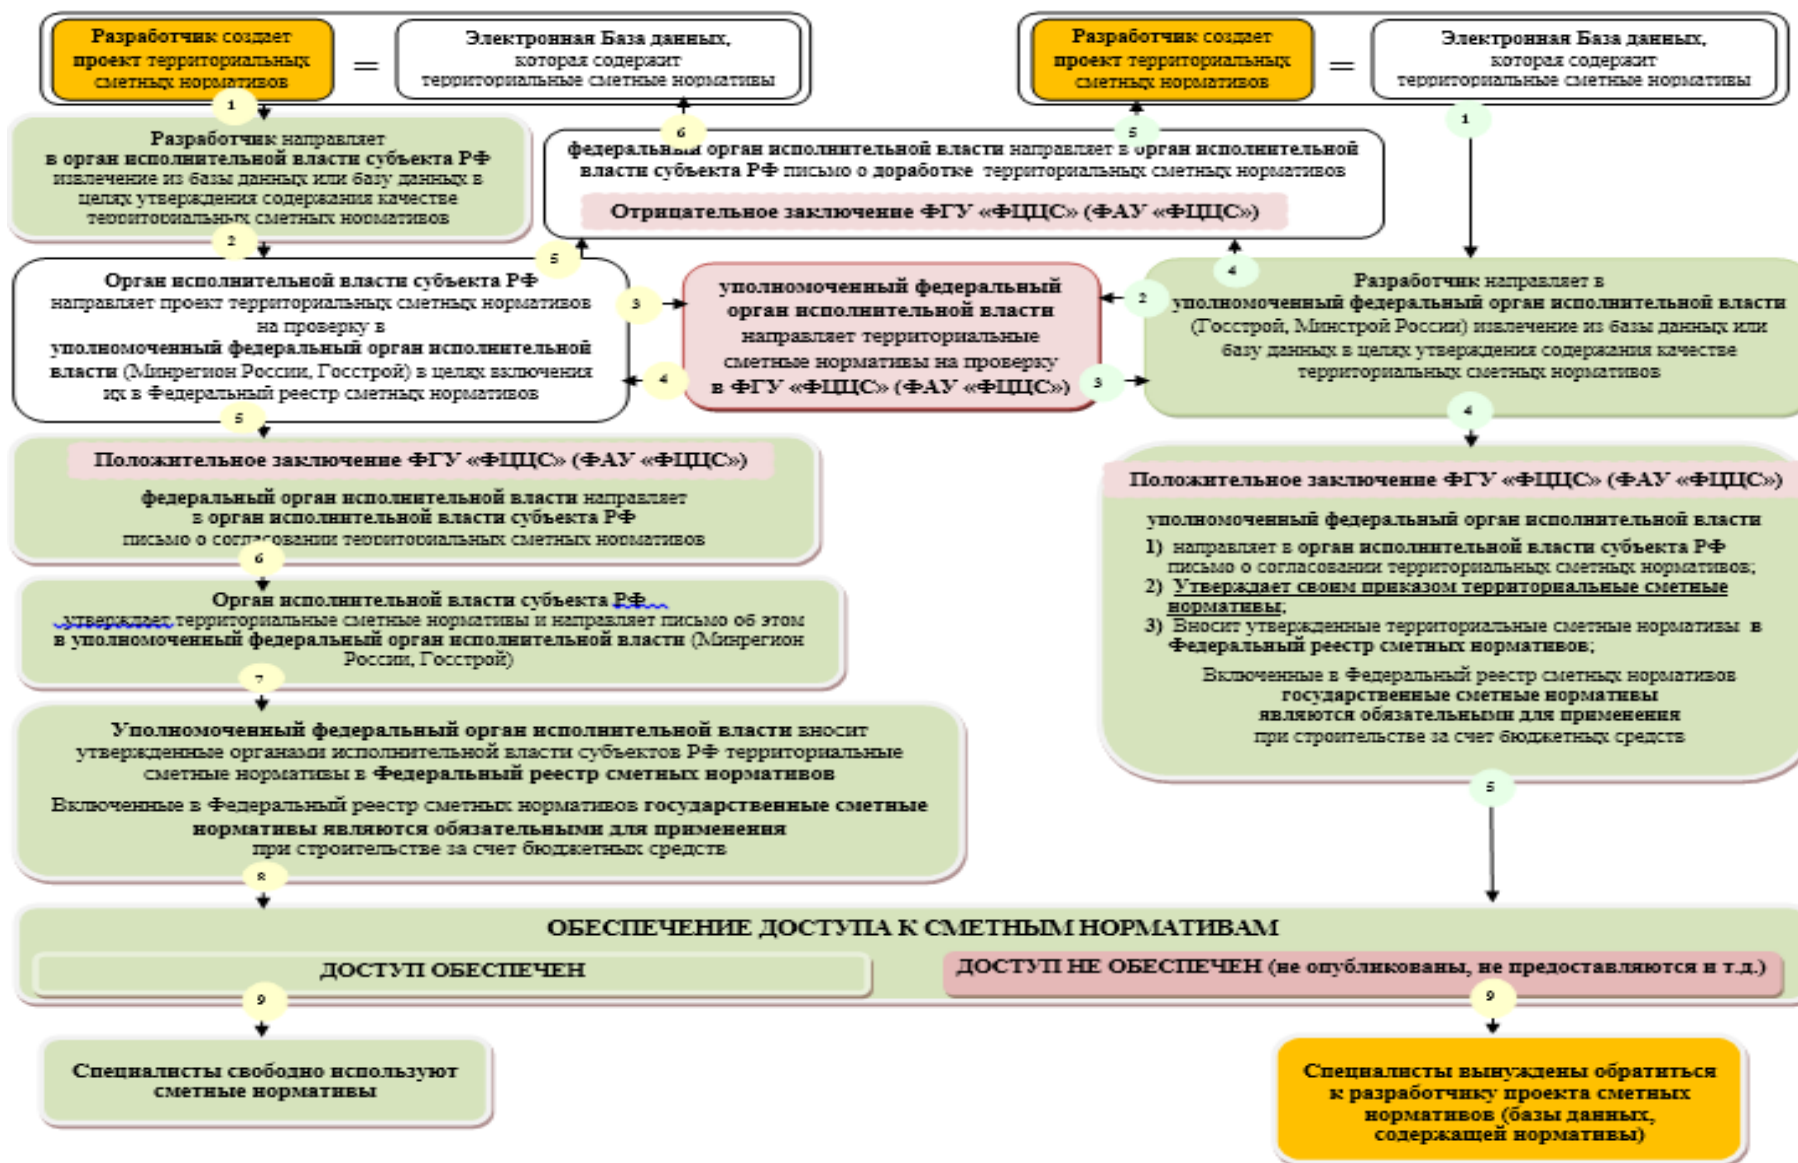 Разработчик создает
проект территориальных
сметных нормативов
=
Электронная База данных,
которая содержит
территориальные сметные нормативы
Разработчик создает
проект территориальных
сметных нормативов
=
Электронная База данных,
которая содержит
территориальные сметные нормативы
1
6
5
1
Разработчик направляет
в орган исполнительной власти субъекта РФ
извлечение из базы данных или базу данных в
целях утверждения содержания качестве
территориальных сметных нормативов
федеральный орган исполнительной власти направляет в орган исполнительной
власти субъекта РФ письмо о доработке территориальных сметных нормативов
Отрицательное заключение ФГУ «ФЦЦС» (ФАУ «ФЦЦС»)
2
5
4
Орган исполнительной власти субъекта РФ
направляет проект территориальных сметных нормативов
на проверку в
уполномоченный федеральный орган исполнительной
власти (Минрегион России, Госстрой) в целях включения
их в Федеральный реестр сметных нормативов
3
4
уполномоченный федеральный
орган исполнительной власти
направляет территориальные
сметные нормативы на проверку
в ФГУ «ФЦЦС» (ФАУ «ФЦЦС»)
2
3
Разработчик направляет в
уполномоченный федеральный орган исполнительной власти
(Госстрой, Минстрой России) извлечение из базы данных или
базу данных в целях утверждения содержания качестве
территориальных сметных нормативов
5
4
Положительное заключение ФГУ «ФЦЦС» (ФАУ «ФЦЦС»)
федеральный орган исполнительной власти направляет
в орган исполнительной власти субъекта РФ
письмо о согласовании территориальных сметных нормативов
6
Орган исполнительной власти субъекта РФ
утверждает территориальные сметные нормативы и направляет письмо об этом
в уполномоченный федеральный орган исполнительной власти (Минрегион
России, Госстрой)
7
Уполномоченный федеральный орган исполнительной власти вносит
утвержденные органами исполнительной власти субъектов РФ территориальные
сметные нормативы в Федеральный реестр сметных нормативов
Включенные в Федеральный реестр сметных нормативов государственные сметные
нормативы являются обязательными для применения
при строительстве за счет бюджетных средств
8
Положительное заключение ФГУ «ФЦЦС» (ФАУ «ФЦЦС»)
уполномоченный федеральный орган исполнительной власти
1) направляет в орган исполнительной власти субъекта РФ
письмо о согласовании территориальных сметных нормативов;
2) Утверждает своим приказом территориальные сметные
нормативы;
3) Вносит утвержденные территориальные сметные нормативы в
Федеральный реестр сметных нормативов;
Включенные в Федеральный реестр сметных нормативов
государственные сметные нормативы
являются обязательными для применения
при строительстве за счет бюджетных средств
5
ОБЕСПЕЧЕНИЕ ДОСТУПА К СМЕТНЫМ НОРМАТИВАМ
ДОСТУП ОБЕСПЕЧЕН
ДОСТУП НЕ ОБЕСПЕЧЕН (не опубликованы, не предоставляются и т.д.)
9
9
Специалисты свободно используют
сметные нормативы
Специалисты вынуждены обратиться
к разработчику проекта сметных
нормативов (базы данных,
содержащей нормативы)